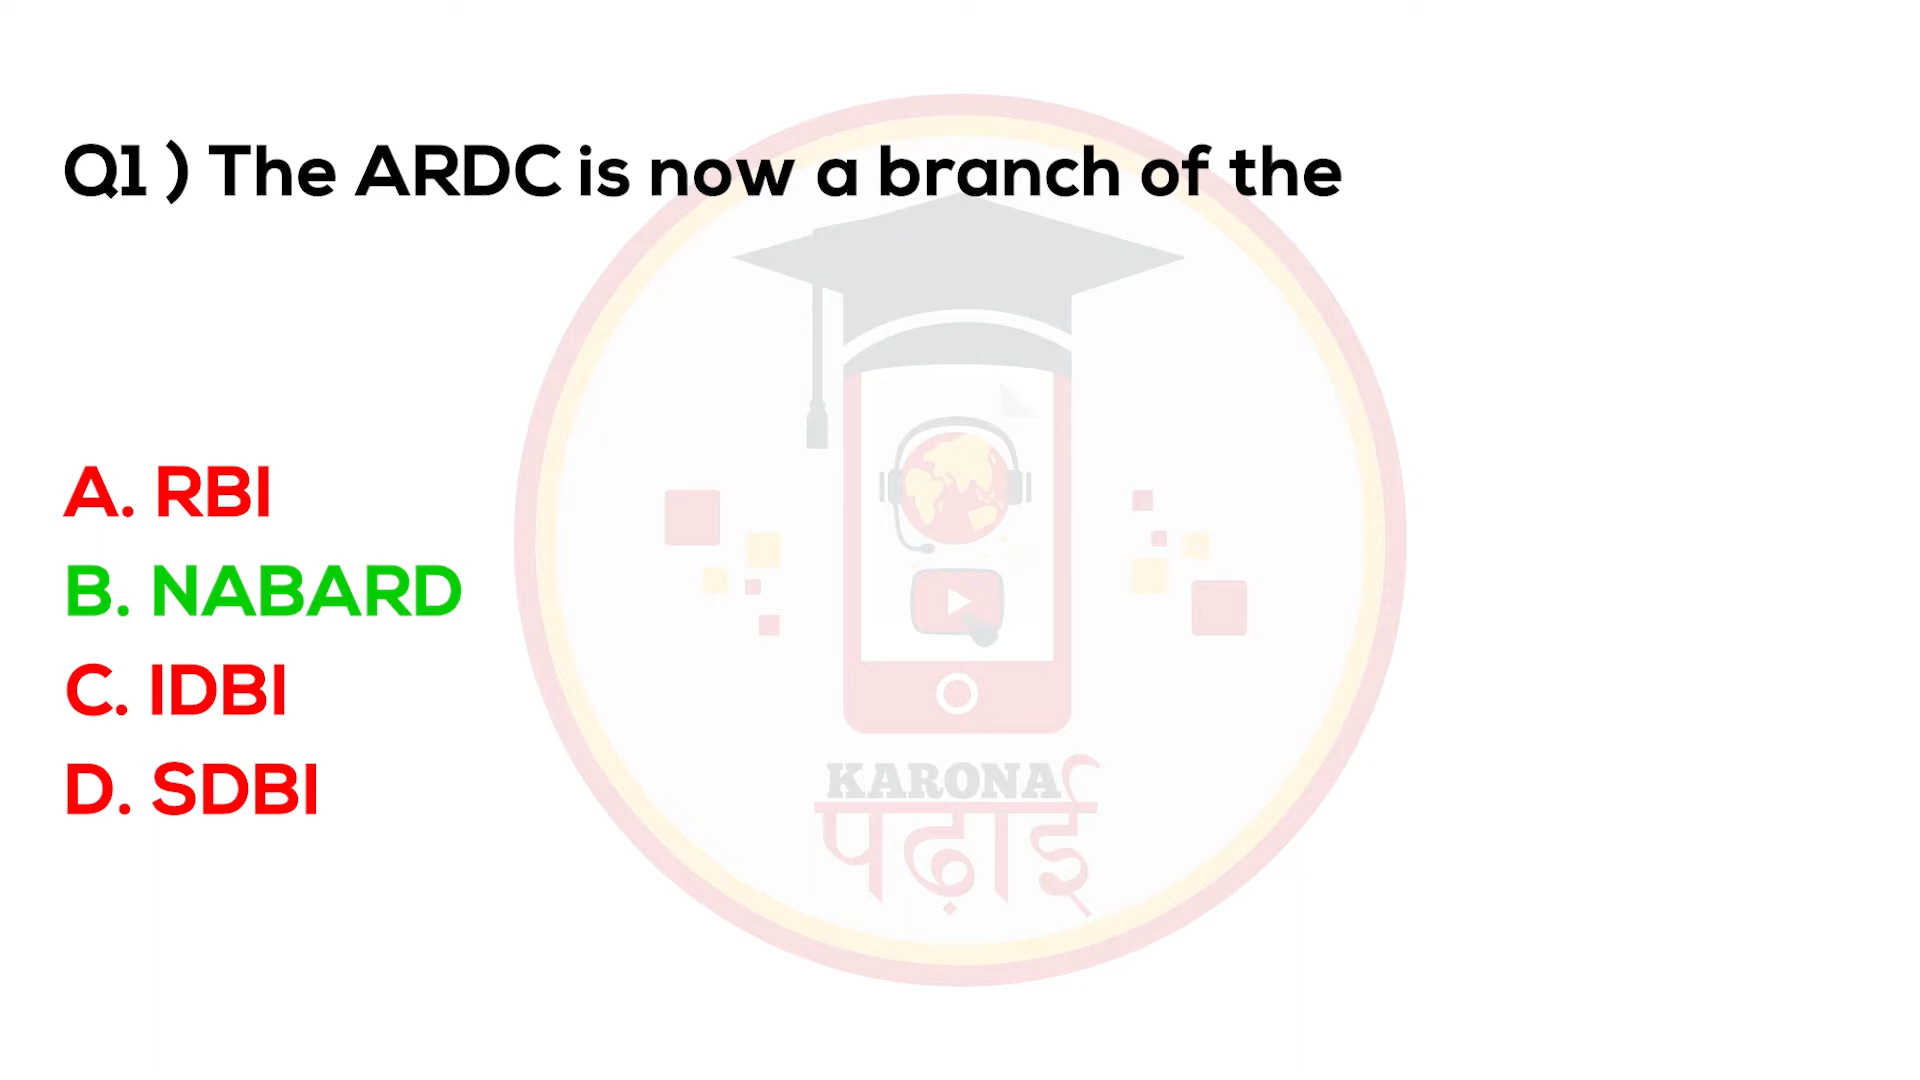 Q1 ) The ARDC is now a branch of the
A. RBI
B. NABARD
C. IDBI
D. SDBI
KARONA
पढ़ाई